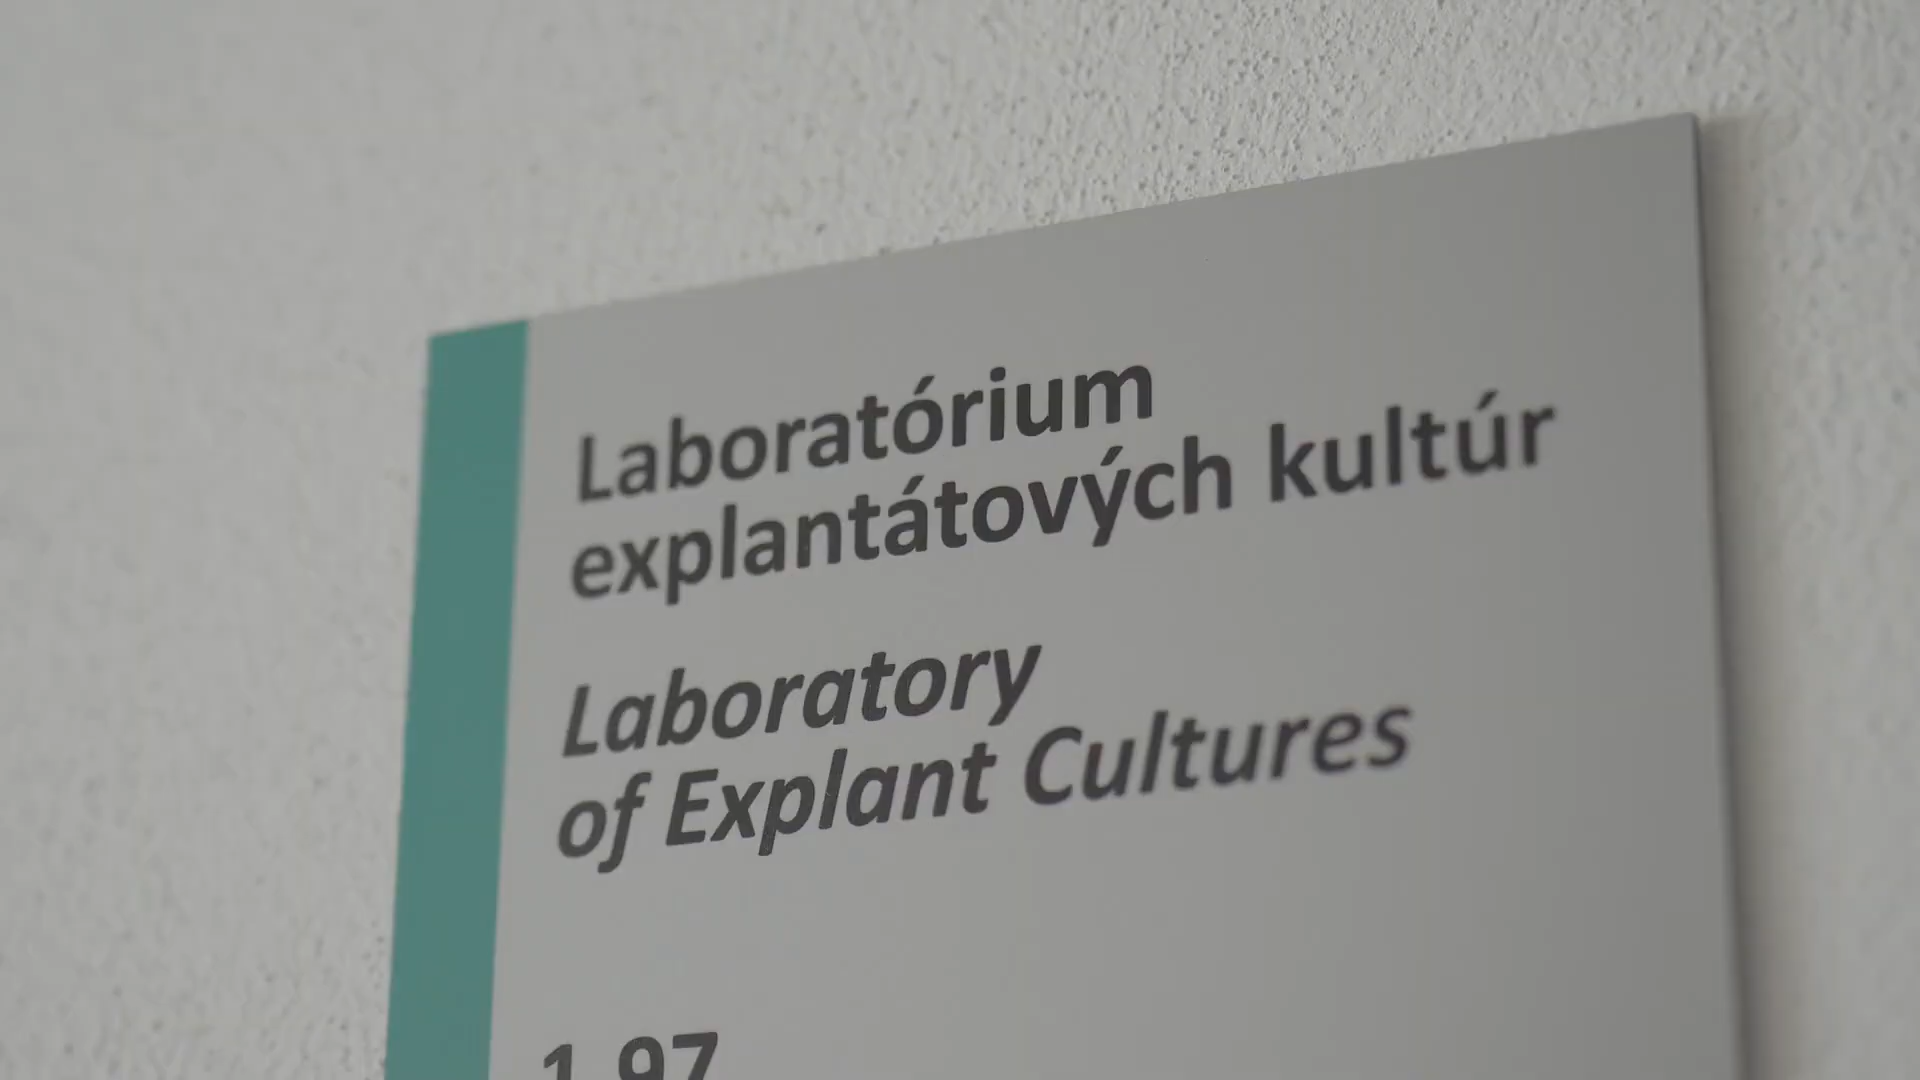 Laboratórium
explantátových kultúr
Laboratory
of Explant Cultures
1.97